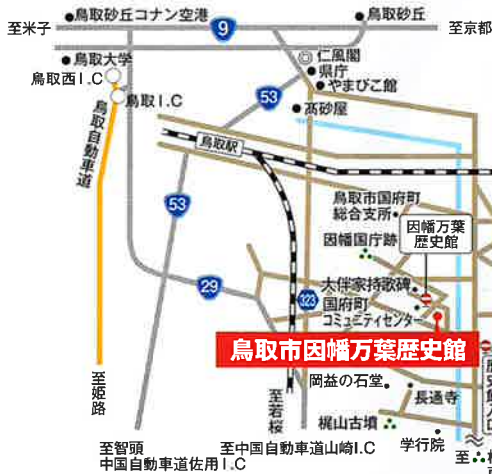 鳥取砂丘コナン空港
鳥取砂丘
至米子
9
至京都
鳥取大学
仁風閣
県庁
やまびこ館
鳥取西I.C
鳥取I.C
53
高砂屋
鳥取自動車道
鳥取駅
53
鳥取市国府町
総合支所
因幡万葉
歴史館
因幡国庁跡
29
323
大伴家持歌碑
国府町
コミュニティセンター
鳥取市因幡万葉歴史館
至姫路
至若桜
岡益の石堂
長通寺
梶山古墳
学行院
至智頭
中国自動車道佐用I.C
至中国自動車道山崎I.C
至